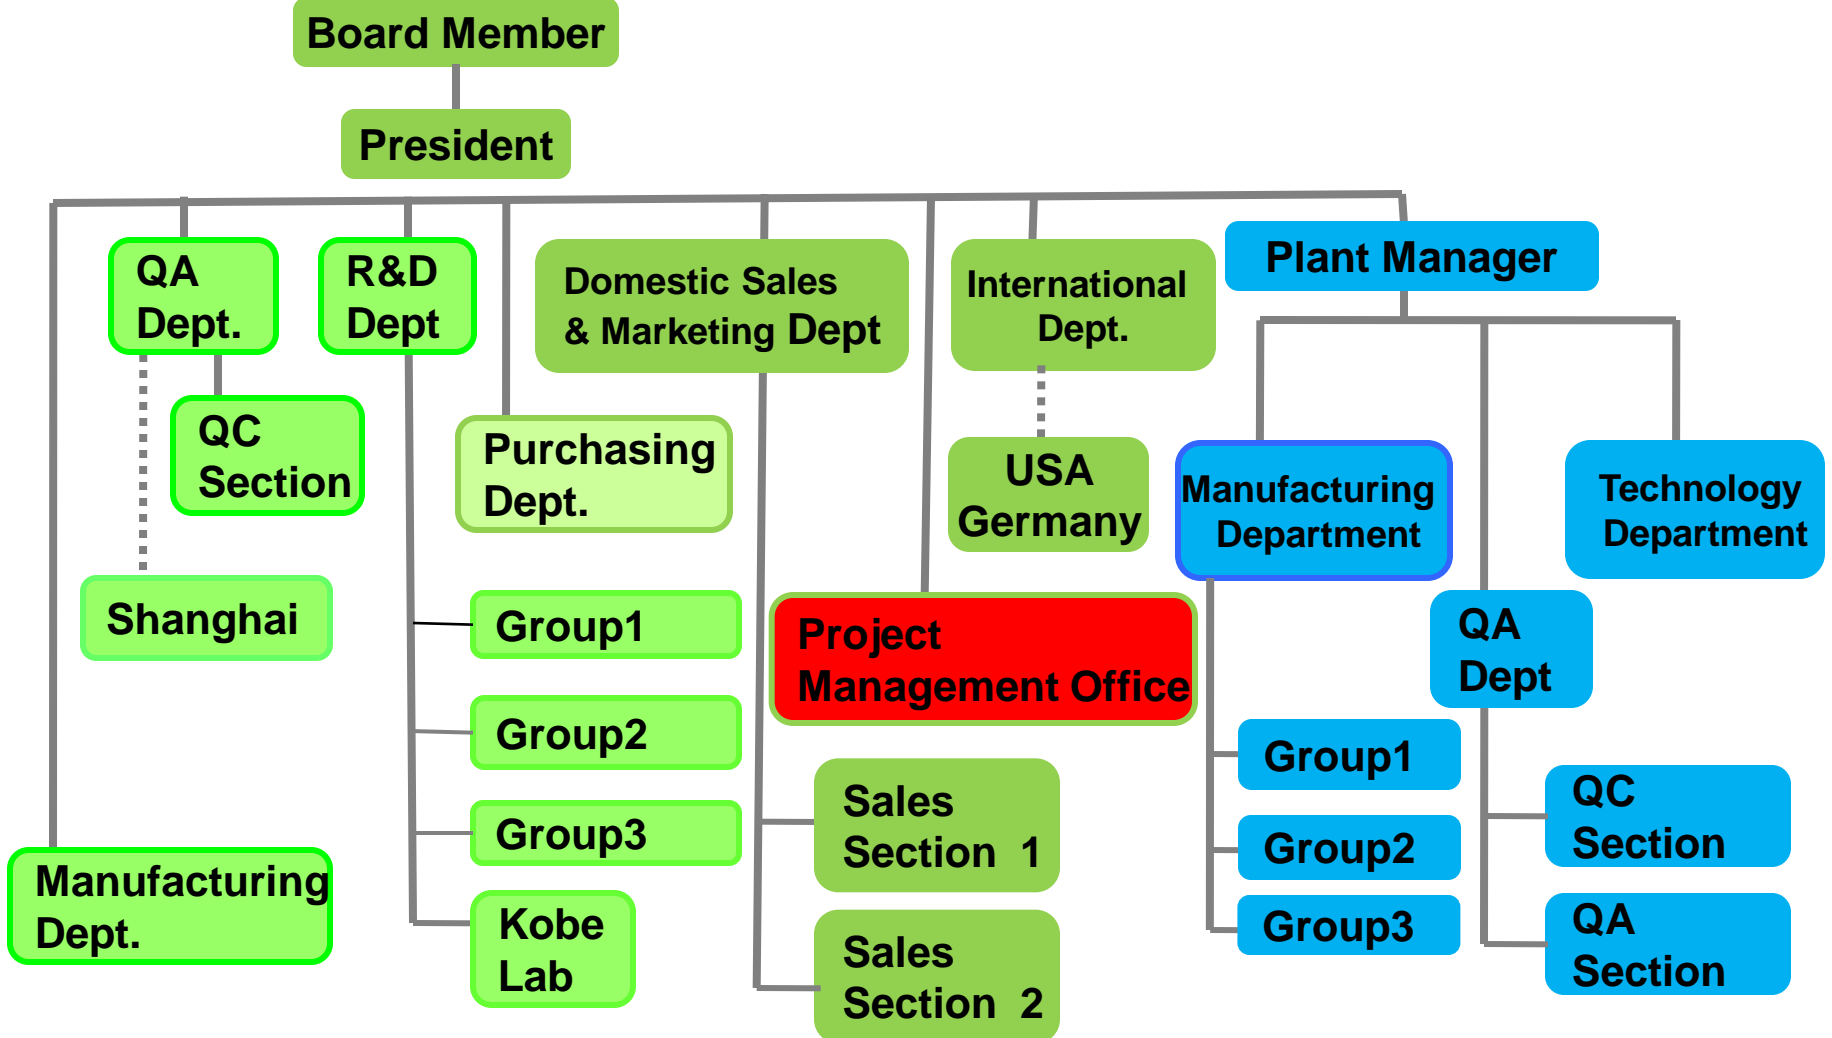 Board Member
President
QA
Dept.
R&D
Dept
Domestic Sales
& Marketing Dept
International
Dept.
Plant Manager
QC
Section
Purchasing
Dept.
USA
Germany
Manufacturing
Department
Technology
Department
Shanghai
Group1
Group2
Group3
Kobe
Lab
Project
Management Office
QA
Dept
Manufacturing
Dept.
Sales
Section 1
Sales
Section 2
Group1
Group2
Group3
QC
Section
QA
Section